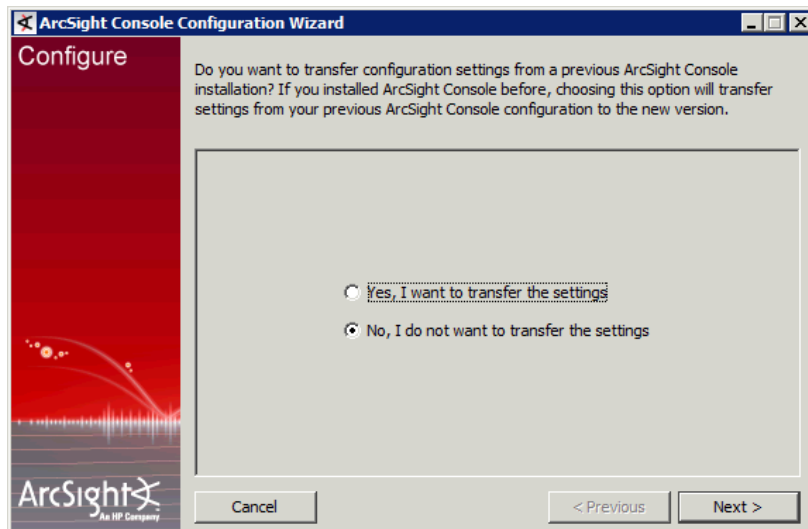 ArcSight Console Configuration Wizard
Configure
Do you want to transfer configuration settings from a previous ArcSight Console
installation? If you installed ArcSight Console before, choosing this option will transfer
settings from your previous ArcSight Console configuration to the new version.
Yes, I want to transfer the settings
No, I do not want to transfer the settings
ArcSight
An HP Company
Cancel
< Previous
Next >